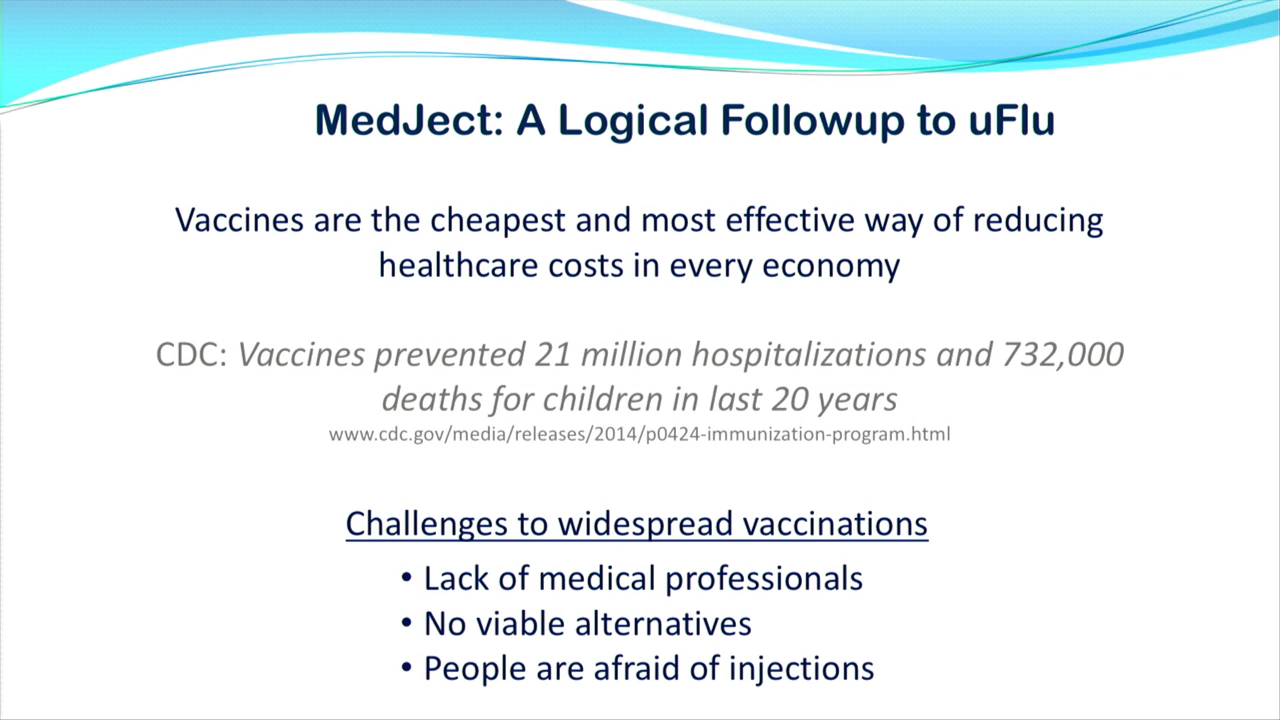 MedJect: A Logical Followup to uFlu
Vaccines are the cheapest and most effective way of reducing
healthcare costs in every economy
CDC: Vaccines prevented 21 million hospitalizations and 732,000
deaths for children in last 20 years
www.cdc.gov/media/releases/2014/p0424-immunization-program.html
Challenges to widespread vaccinations
• Lack of medical professionals
• No viable alternatives
• People are afraid of injections